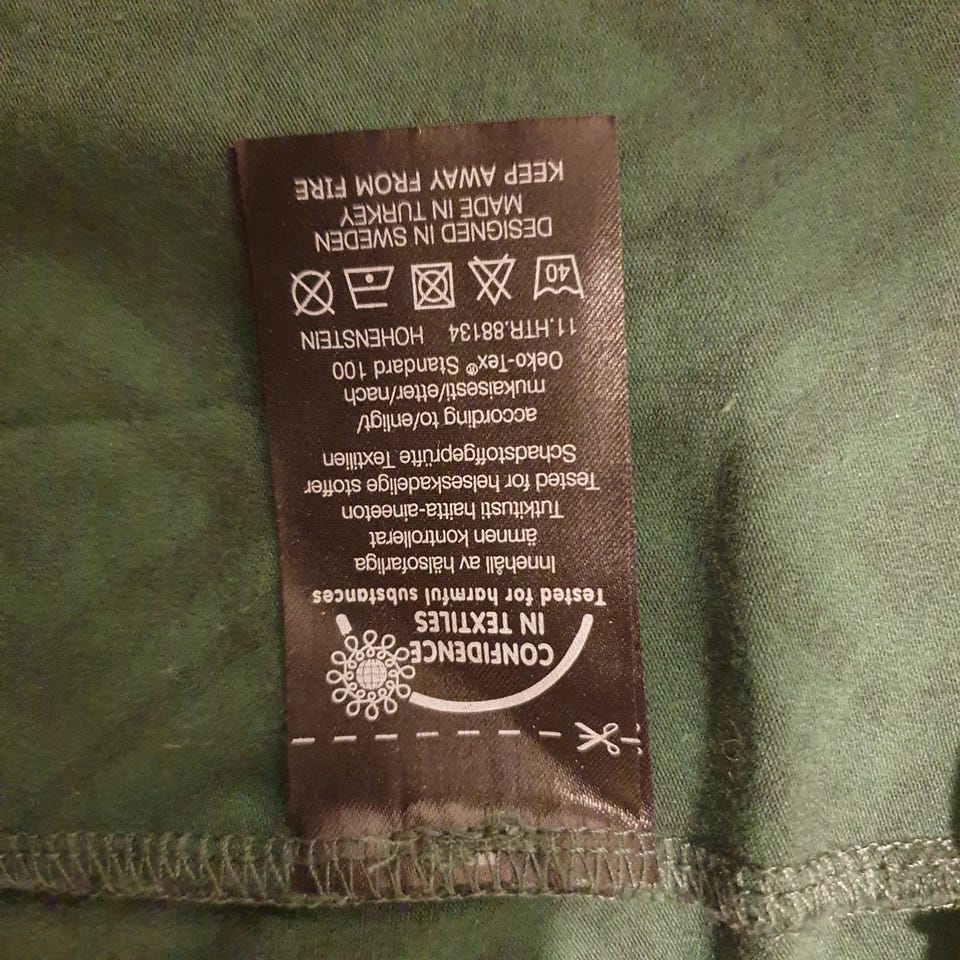 CONFIDENCE
IN TEXTILES
Tested for harmful substances
Innehåll av hälsofarliga
ämnen kontrollerat
Tutkitusti haitta-aineeton
Tested for helseskadelige stoffer
Schadstoffgeprüfte Textilien
according to/enligt/
mukaisesti/etter/nach
Oeko-Tex® Standard 100
11.HTR.88134 HOHENSTEIN
40
DESIGNED IN SWEDEN
MADE IN TURKEY
KEEP AWAY FROM FIRE